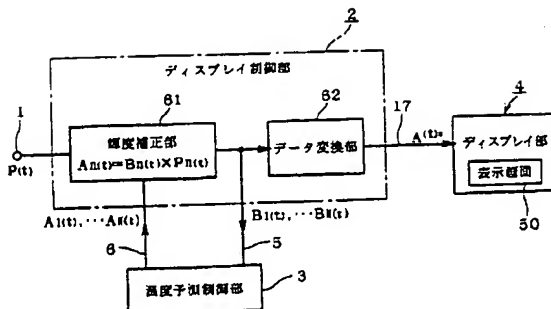 2
ディスプレイ制御部
61
62
1
P(t)
輝度補正部
An(t)=Bn(t)×Pn(t)
データ変換部
17
A(t)
4
ディスプレイ部
表示範囲
50
A1(t),…AN(t)
B1(t),…BN(t)
6
5
温度予測制御部
3